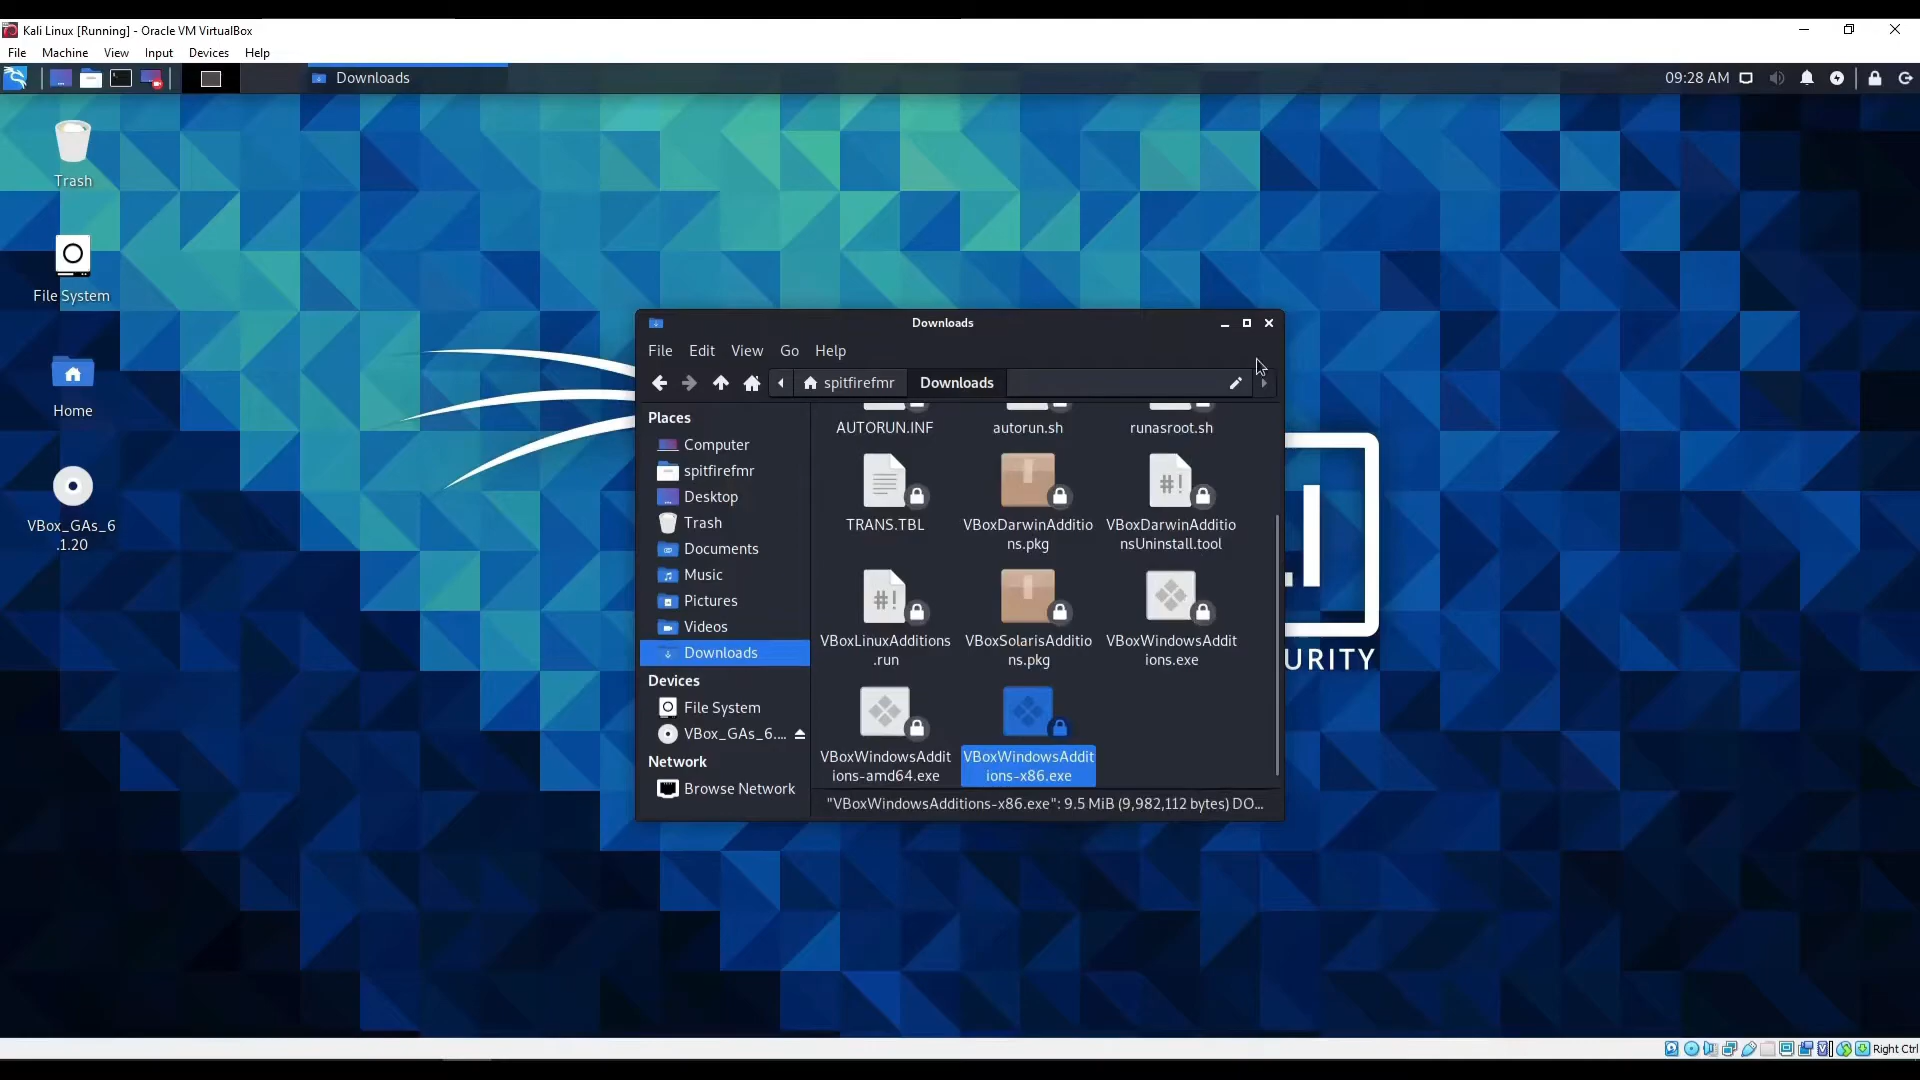 Kali Linux [Running] - Oracle VM VirtualBox
File Machine View Input Devices Help
Downloads
09:28 AM
Trash
File System
Home
VBox_GAs_6
.1.20
Downloads
File Edit View Go Help
spitfirefmr Downloads
Places
Computer
spitfirefmr
Desktop
Trash
Documents
Music
Pictures
Videos
Downloads
Devices
File System
VBox_GAs_6....
Network
Browse Network
AUTORUN.INF
autorun.sh
runasroot.sh
TRANS.TBL
VBoxDarwinAdditio
ns.pkg
VBoxDarwinAdditio
nsUninstall.tool
VBoxLinuxAdditions
.run
VBoxSolarisAdditio
ns.pkg
VBoxWindowsAddit
ions.exe
VBoxWindowsAddit
ions-amd64.exe
VBoxWindowsAddit
ions-x86.exe
"VBoxWindowsAdditions-x86.exe": 9.5 MiB (9,982,112 bytes) DO...
URITY
Right Ctrl